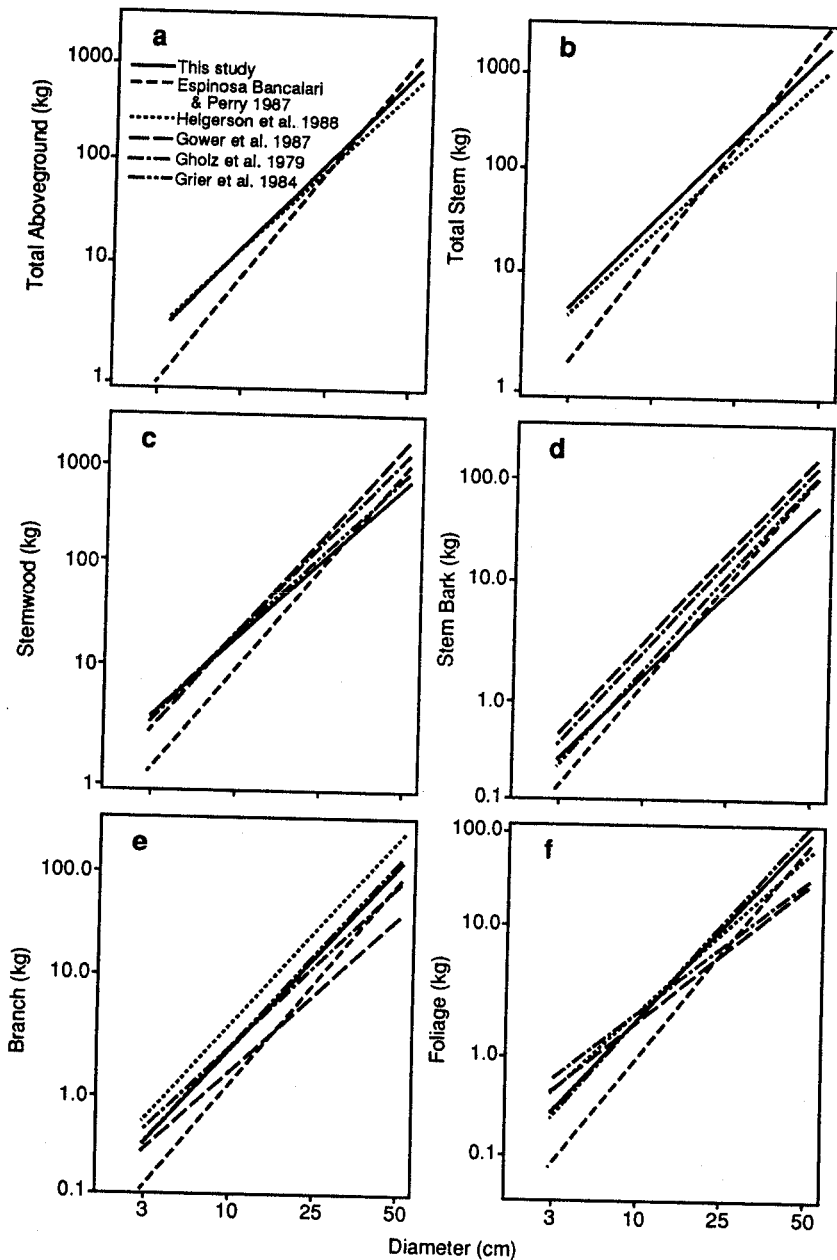 a
Total Aboveground (kg)
1000
100
10
1
This study
Espinosa Bancalari
& Perry 1987
Helgerson et al. 1988
Gower et al. 1987
Gholz et al. 1979
Grier et al. 1984
b
Total Stem (kg)
1000
100
10
1
c
Stemwood (kg)
1000
100
10
1
d
Stem Bark (kg)
100.0
10.0
1.0
0.1
e
Branch (kg)
100.0
10.0
1.0
0.1
3 10 25 50
f
Foliage (kg)
100.0
10.0
1.0
0.1
3 10 25 50
Diameter (cm)